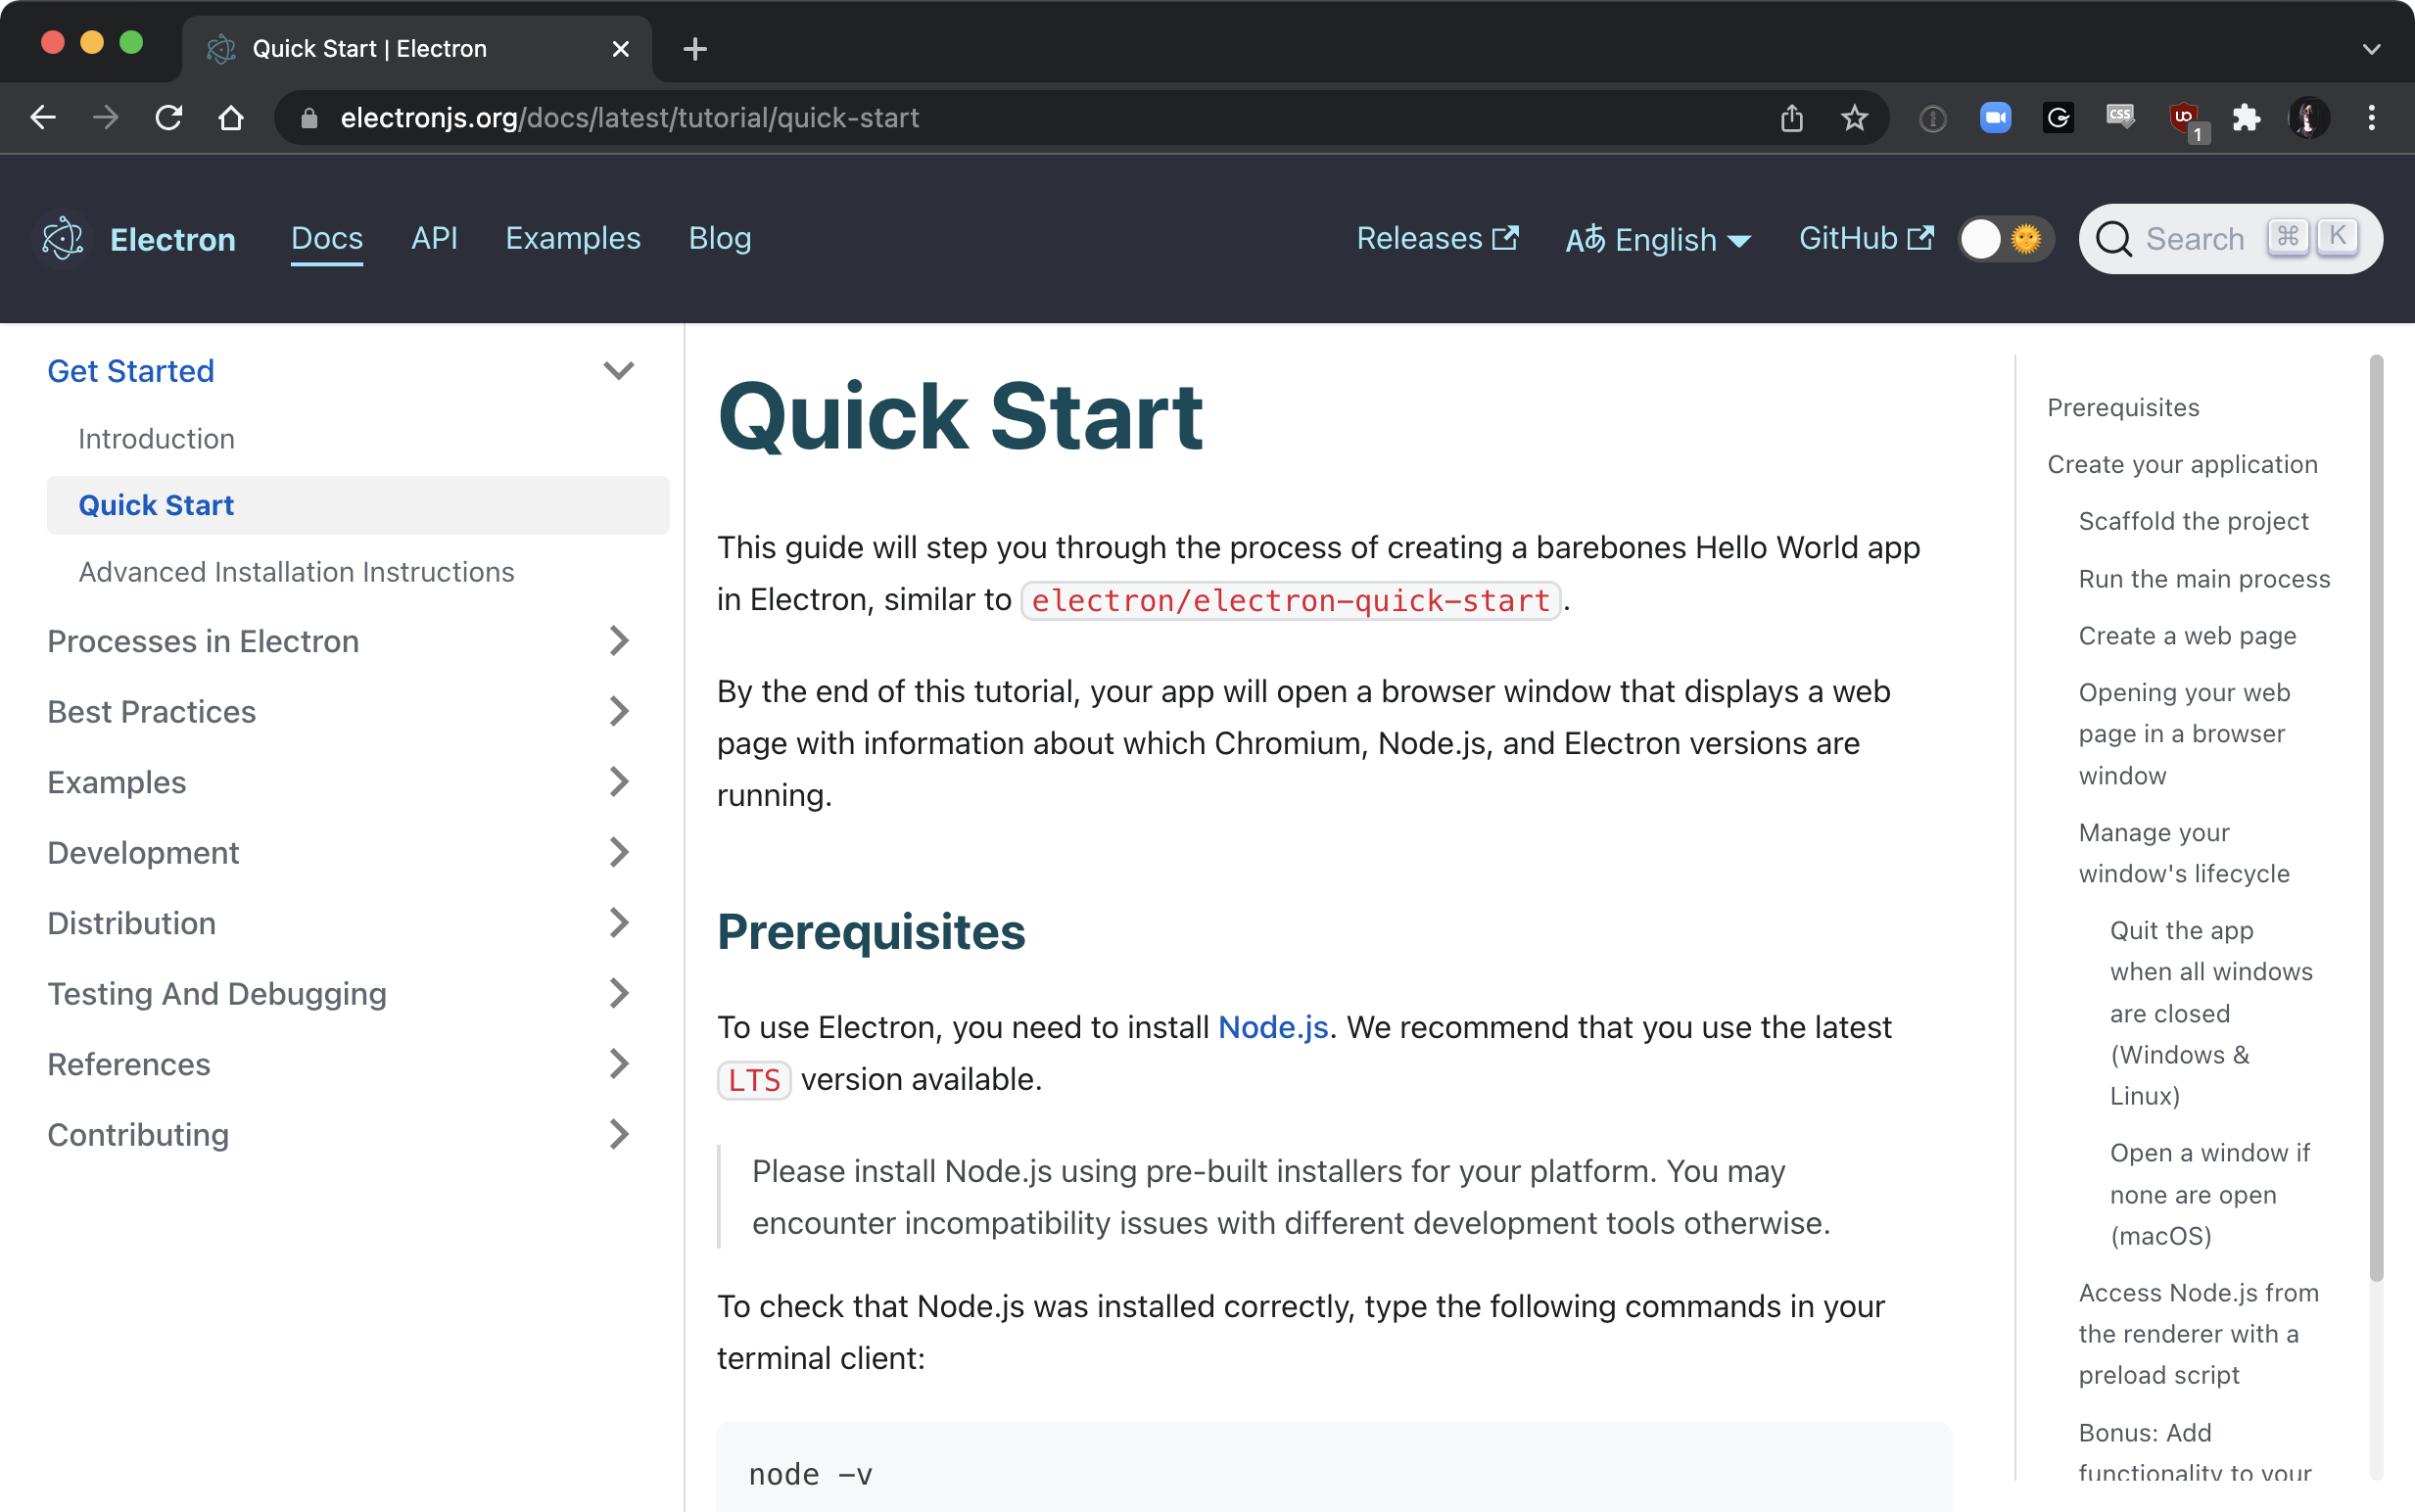 Quick Start | Electron
electronjs.org/docs/latest/tutorial/quick-start
CSS
1
Electron
Docs
API
Examples
Blog
Releases
Aあ English
GitHub
Search ⌘ K
Get Started
Introduction
Quick Start
Advanced Installation Instructions
Processes in Electron
Best Practices
Examples
Development
Distribution
Testing And Debugging
References
Contributing
Quick Start
This guide will step you through the process of creating a barebones Hello World app
in Electron, similar to electron/electron-quick-start.
By the end of this tutorial, your app will open a browser window that displays a web
page with information about which Chromium, Node.js, and Electron versions are
running.
Prerequisites
To use Electron, you need to install Node.js. We recommend that you use the latest
LTS version available.
Please install Node.js using pre-built installers for your platform. You may
encounter incompatibility issues with different development tools otherwise.
To check that Node.js was installed correctly, type the following commands in your
terminal client:
node -v
Prerequisites
Create your application
Scaffold the project
Run the main process
Create a web page
Opening your web
page in a browser
window
Manage your
window's lifecycle
Quit the app
when all windows
are closed
(Windows &
Linux)
Open a window if
none are open
(macOS)
Access Node.js from
the renderer with a
preload script
Bonus: Add
functionality to your